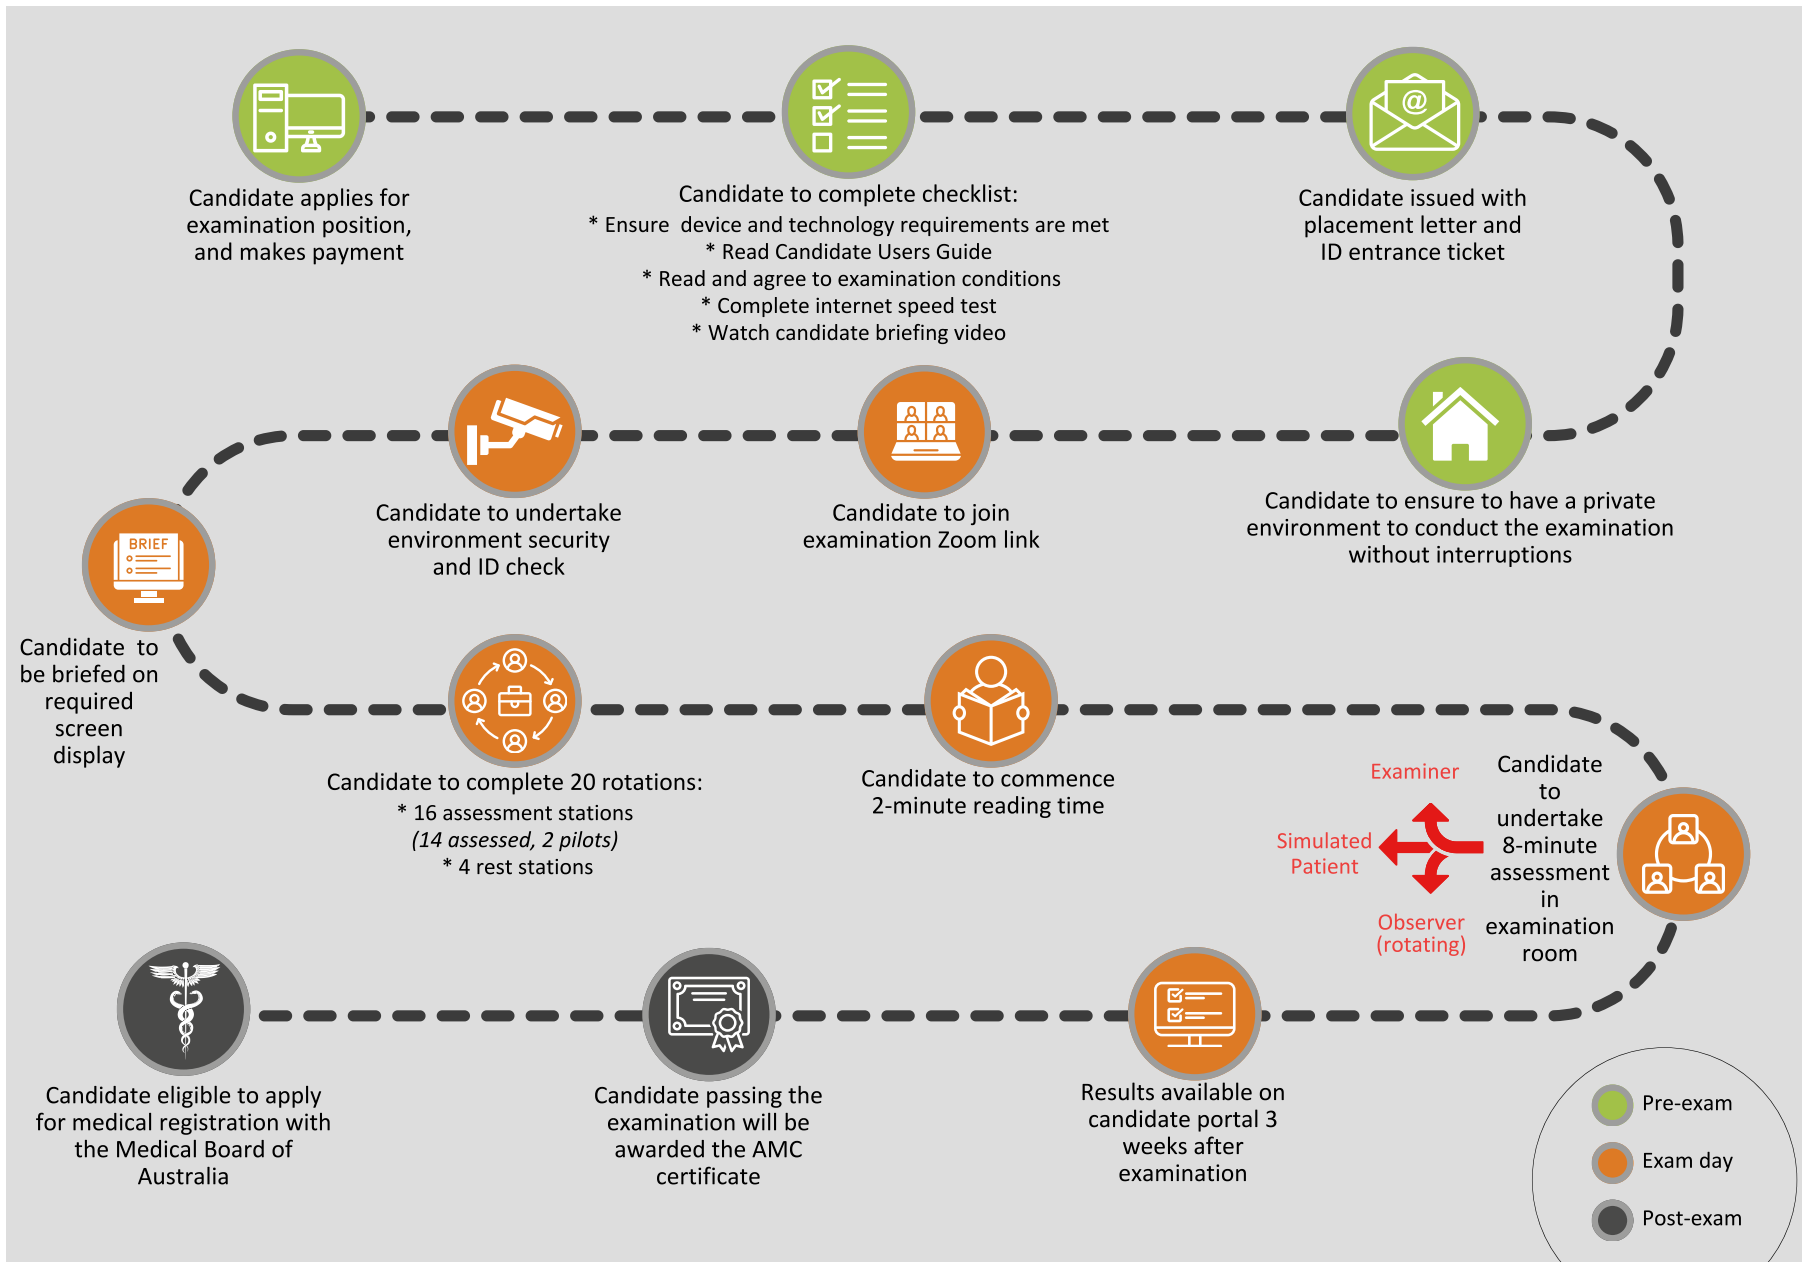 Candidate applies for
examination position,
and makes payment
Candidate to complete checklist:
* Ensure device and technology requirements are met
* Read Candidate Users Guide
* Read and agree to examination conditions
* Complete internet speed test
* Watch candidate briefing video
@
Candidate issued with
placement letter and
ID entrance ticket
Candidate to ensure to have a private
environment to conduct the examination
without interruptions
Candidate to join
examination Zoom link
Candidate to undertake
environment security
and ID check
BRIEF
Candidate to
be briefed on
required
screen
display
Candidate to complete 20 rotations:
* 16 assessment stations
(14 assessed, 2 pilots)
* 4 rest stations
Candidate to commence
2-minute reading time
Candidate
to
undertake
8-minute
assessment
in
examination
room
Examiner
Simulated
Patient
Observer
(rotating)
Results available on
candidate portal 3
weeks after
examination
Candidate passing the
examination will be
awarded the AMC
certificate
Candidate eligible to apply
for medical registration with
the Medical Board of
Australia
Pre-exam
Exam day
Post-exam